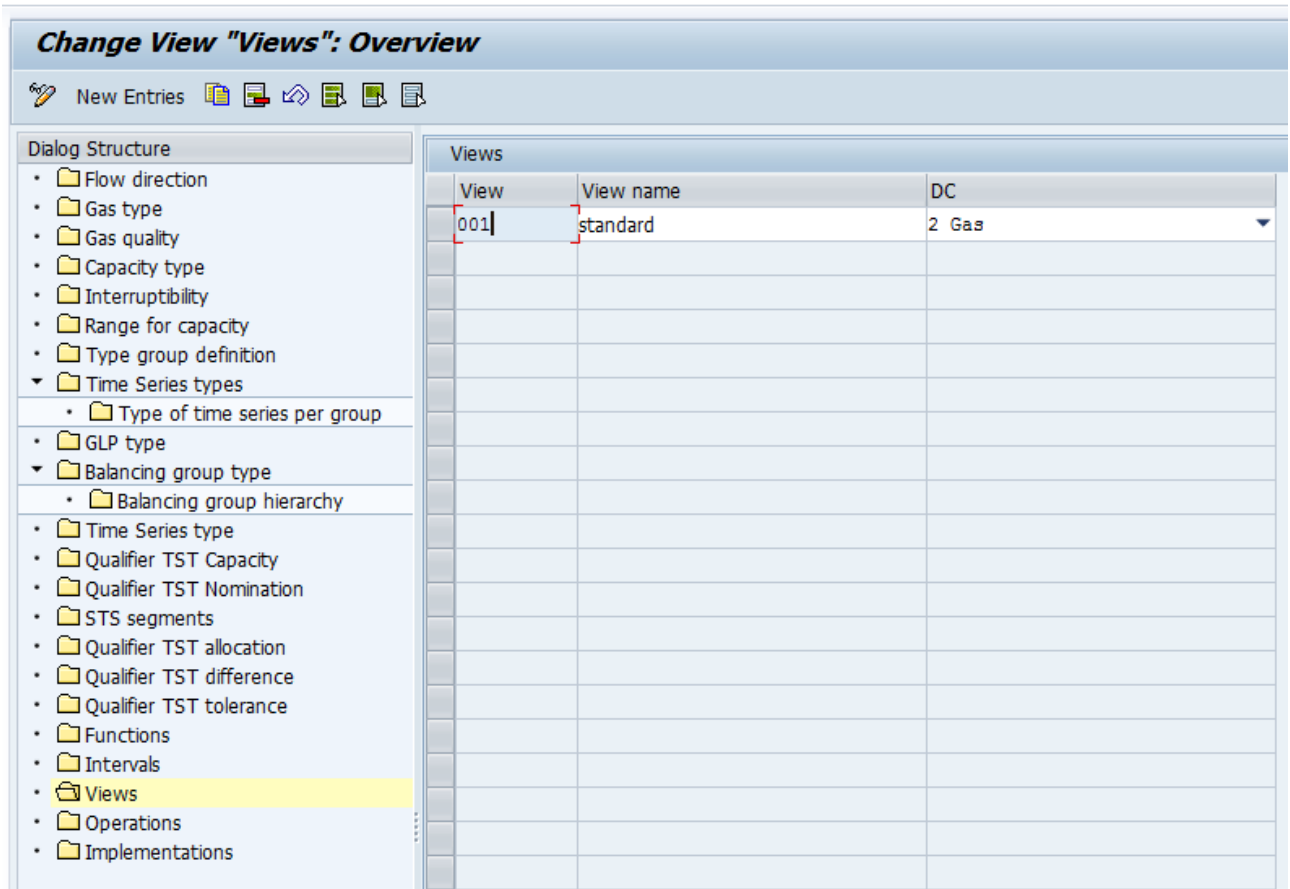 Change View "Views": Overview
New Entries
Dialog Structure
Flow direction
Gas type
Gas quality
Capacity type
Interruptibility
Range for capacity
Type group definition
Time Series types
Type of time series per group
GLP type
Balancing group type
Balancing group hierarchy
Time Series type
Qualifier TST Capacity
Qualifier TST Nomination
STS segments
Qualifier TST allocation
Qualifier TST difference
Qualifier TST tolerance
Functions
Intervals
Views
Operations
Implementations
Views
View View name DC
001 standard 2 Gas